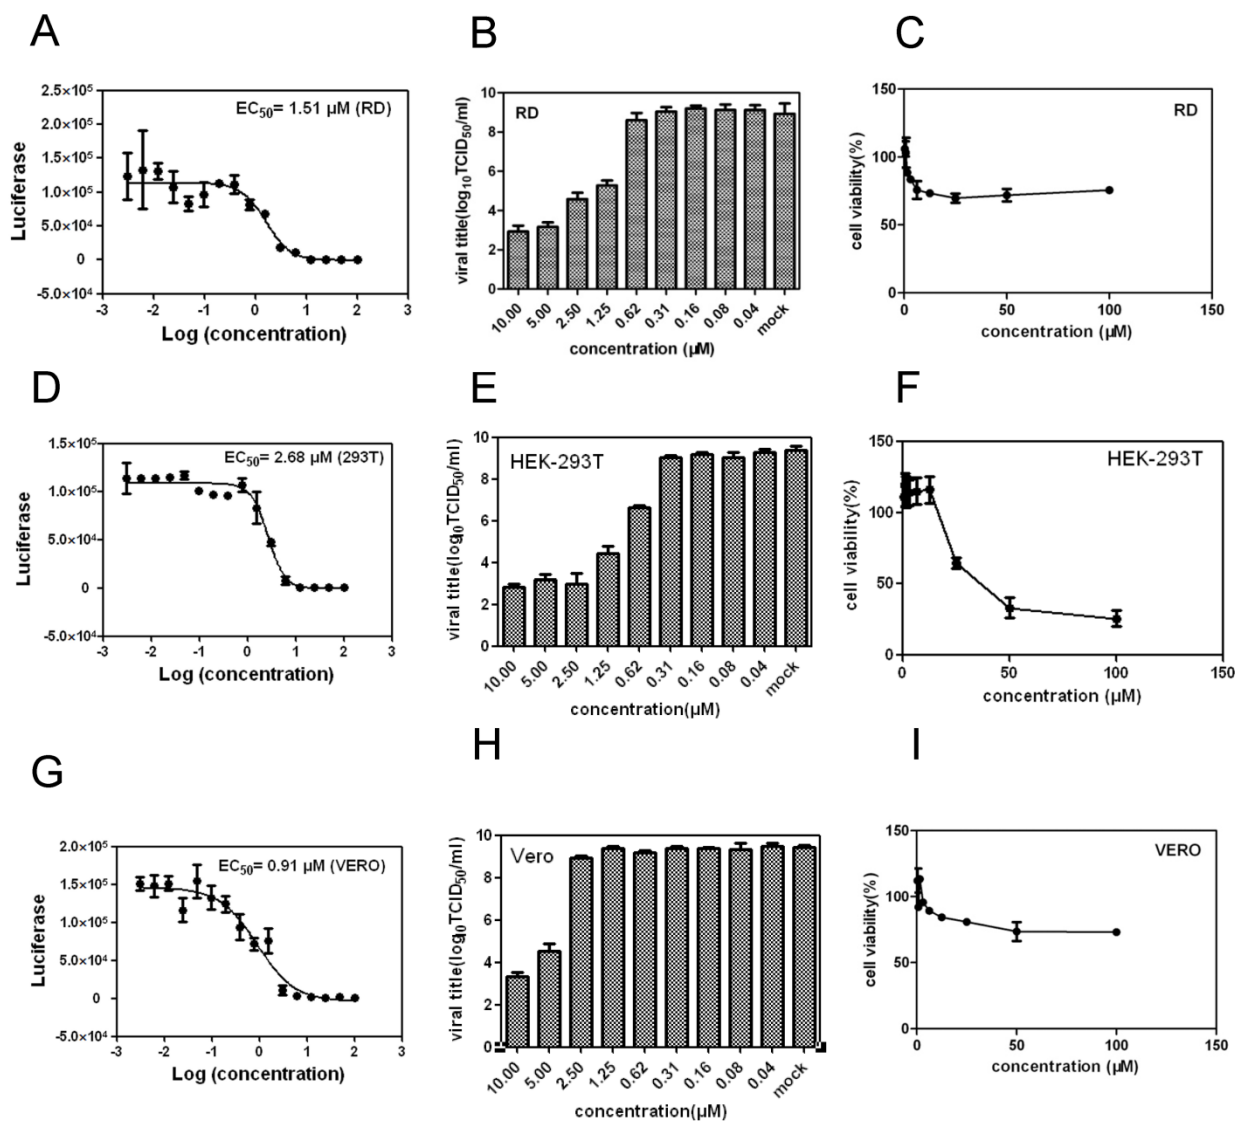 A
B
C
2.5×10⁵
2.0×10⁵
1.5×10⁵
1.0×10⁵
5.0×10⁴
0
-5.0×10⁴
EC₅₀= 1.51 µM (RD)
Luciferase
-3 -2 -1 0 1 2 3
Log (concentration)
10
8
6
4
2
0
RD
viral title(log₁₀TCID₅₀/ml)
10.00 5.00 2.50 1.25 0.62 0.31 0.16 0.08 0.04 mock
concentration (µM)
150
100
50
0
RD
cell viability(%)
0 50 100 150
concentration (µM)
D
E
F
1.5×10⁵
1.0×10⁵
5.0×10⁴
0
-5.0×10⁴
EC₅₀= 2.68 µM (293T)
Luciferase
-3 -2 -1 0 1 2 3
Log (concentration)
10
8
6
4
2
0
HEK-293T
viral title(log₁₀TCID₅₀/ml)
10.00 5.00 2.50 1.25 0.62 0.31 0.16 0.08 0.04 mock
concentration(µM)
150
100
50
0
HEK-293T
cell viability(%)
0 50 100 150
concentration (µM)
G
H
I
2.0×10⁵
1.5×10⁵
1.0×10⁵
5.0×10⁴
0
-5.0×10⁴
EC₅₀= 0.91 µM (VERO)
Luciferase
-3 -2 -1 0 1 2 3
Log (concentration)
10
8
6
4
2
0
Vero
viral title(log₁₀TCID₅₀/ml)
10.00 5.00 2.50 1.25 0.62 0.31 0.16 0.08 0.04 mock
concentration(µM)
150
100
50
0
VERO
cell viability(%)
0 50 100 150
concentration (µM)